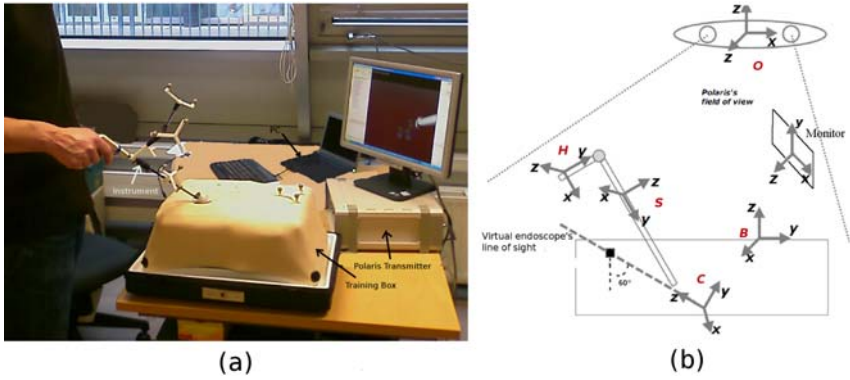 instrument
Polaris Transmitter
Training Box
(a)
z
x
z
O
Polaris's
field of view
y
Monitor
z
x
H
y
z
x
z
S
x
y
Virtual endoscope's
line of sight
60°
z
B
y
x
z
C
y
x
(b)